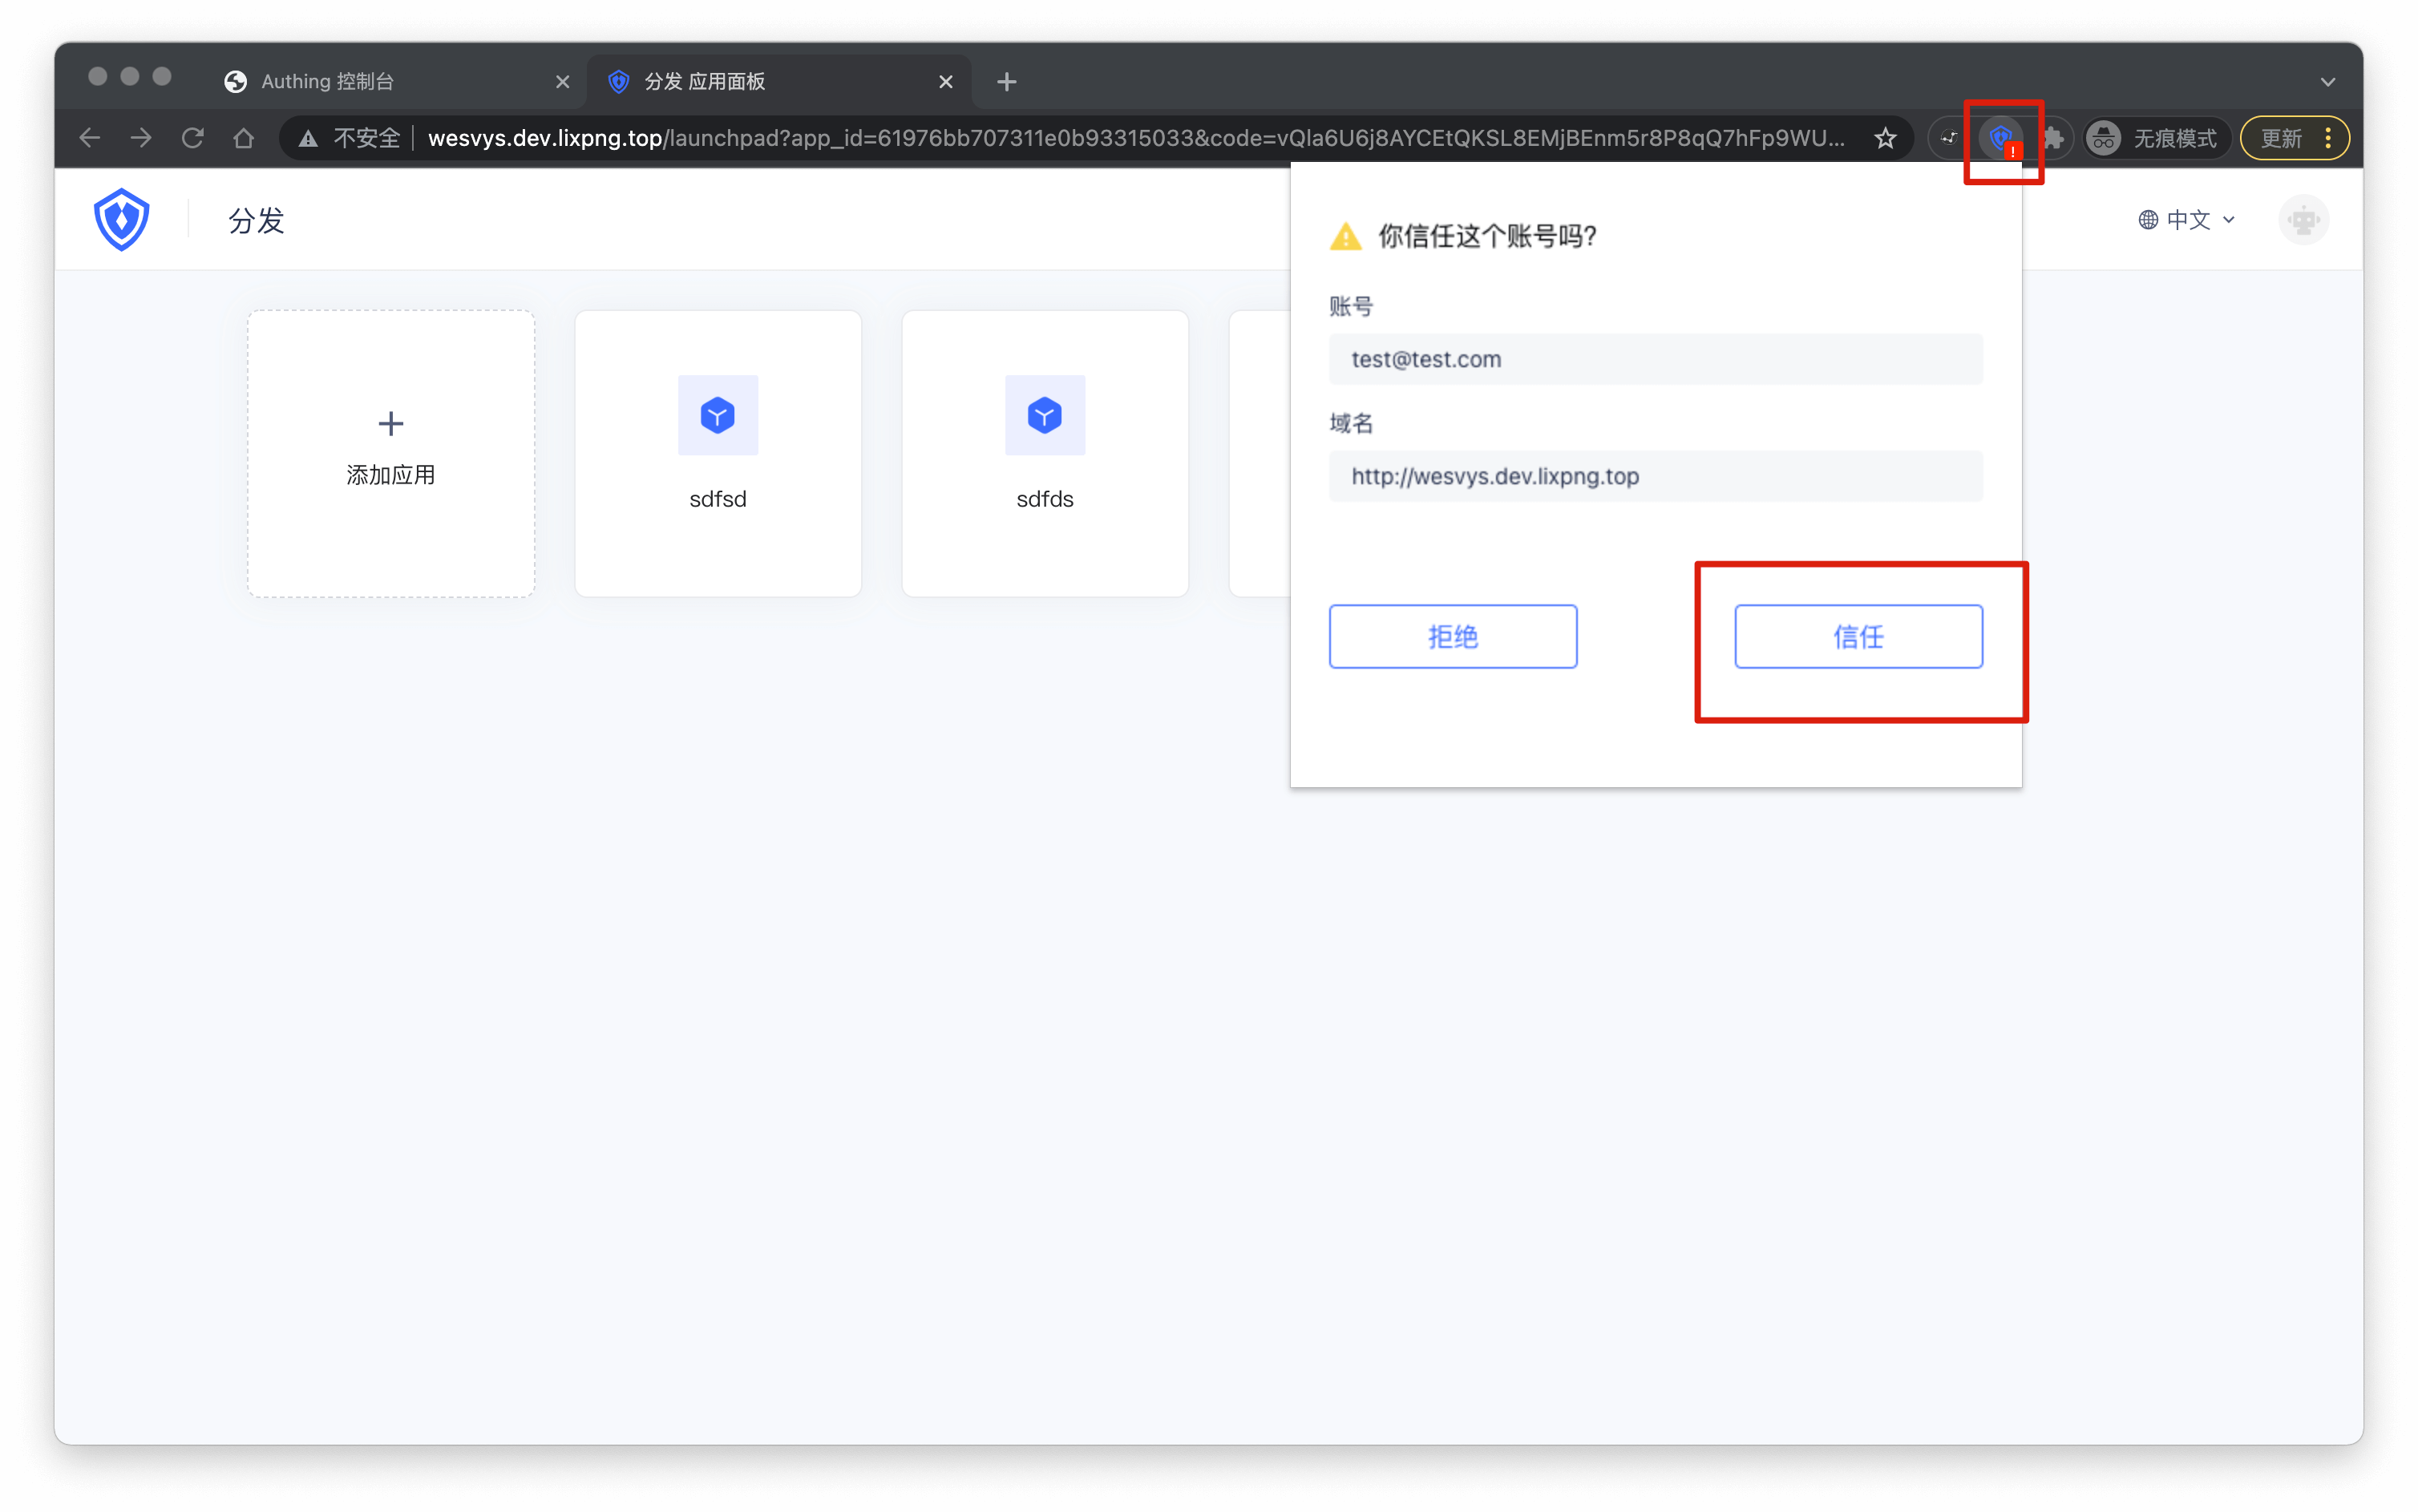 Authing 控制台
分发 应用面板
不安全
wesvys.dev.lixpng.top/launchpad?app_id=61976bb707311e0b93315033&code=vQla6U6j8AYCEtQKSL8EMjBEnm5r8P8qQ7hFp9WU...
无痕模式
更新
分发
中文
添加应用
sdfsd
sdfds
你信任这个账号吗?
账号
test@test.com
域名
http://wesvys.dev.lixpng.top
拒绝
信任